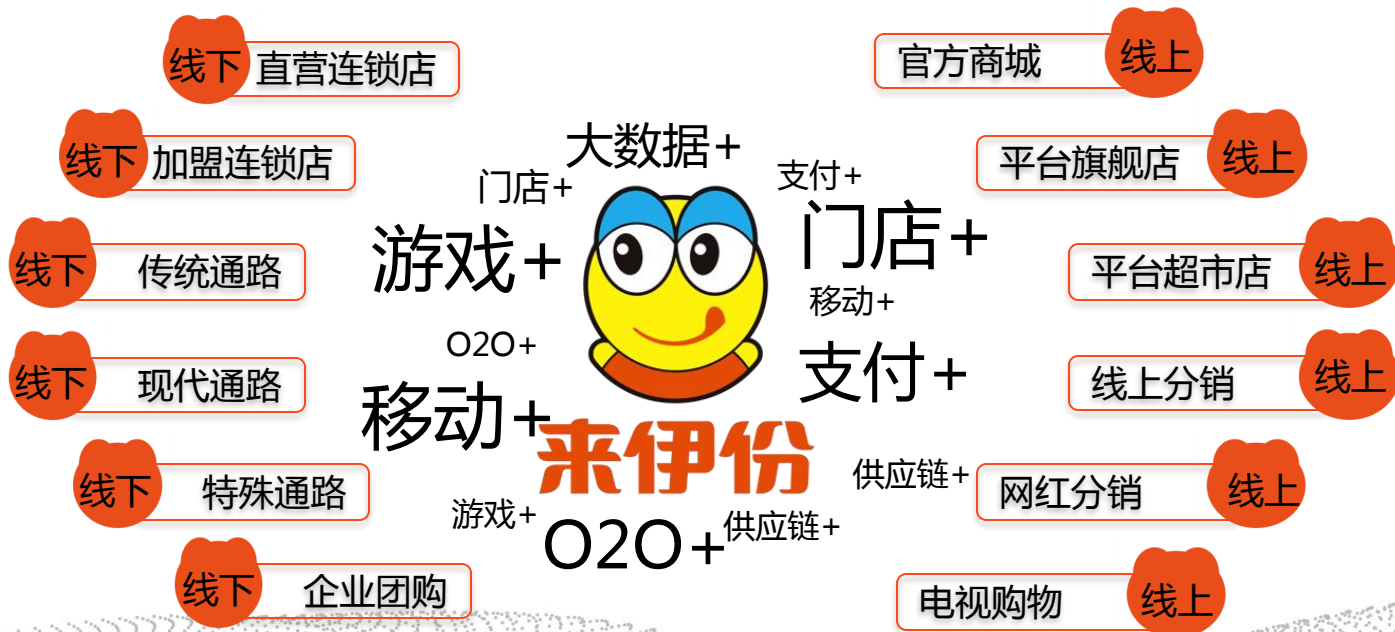 线下 直营连锁店
线下 加盟连锁店
线下 传统通路
线下 现代通路
线下 特殊通路
线下 企业团购
大数据+
门店+
支付+
游戏+
门店+
移动+
O2O+
支付+
移动+
来伊份
供应链+
游戏+
O2O+
供应链+
官方商城 线上
平台旗舰店 线上
平台超市店 线上
线上分销 线上
网红分销 线上
电视购物 线上